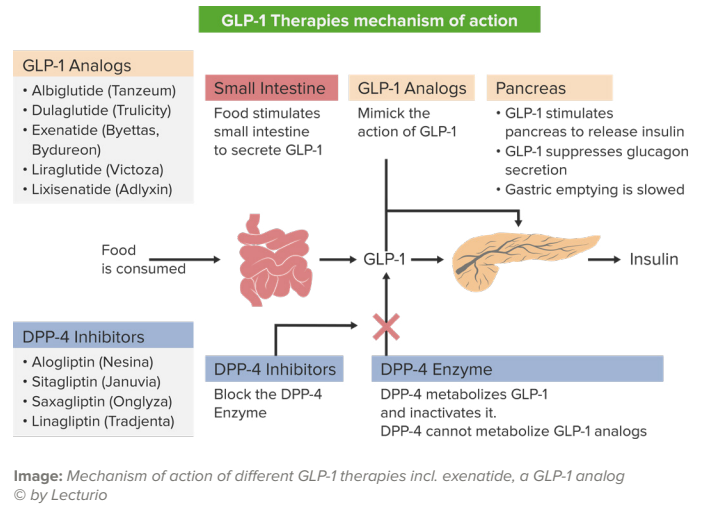 GLP-1 Therapies mechanism of action
GLP-1 Analogs
• Albiglutide (Tanzeum)
• Dulaglutide (Trulicity)
• Exenatide (Byettas,
Bydureon)
• Liraglutide (Victoza)
• Lixisenatide (Adlyxin)
Small Intestine
Food stimulates
small intestine
to secrete GLP-1
GLP-1 Analogs
Mimick the
action of GLP-1
Pancreas
• GLP-1 stimulates
pancreas to release insulin
• GLP-1 suppresses glucagon
secretion
• Gastric emptying is slowed
Food
is consumed
GLP-1
Insulin
DPP-4 Inhibitors
• Alogliptin (Nesina)
• Sitagliptin (Januvia)
• Saxagliptin (Onglyza)
• Linagliptin (Tradjenta)
DPP-4 Inhibitors
Block the DPP-4
Enzyme
DPP-4 Enzyme
DPP-4 metabolizes GLP-1
and inactivates it.
DPP-4 cannot metabolize GLP-1 analogs
Image: Mechanism of action of different GLP-1 therapies incl. exenatide, a GLP-1 analog
© by Lecturio